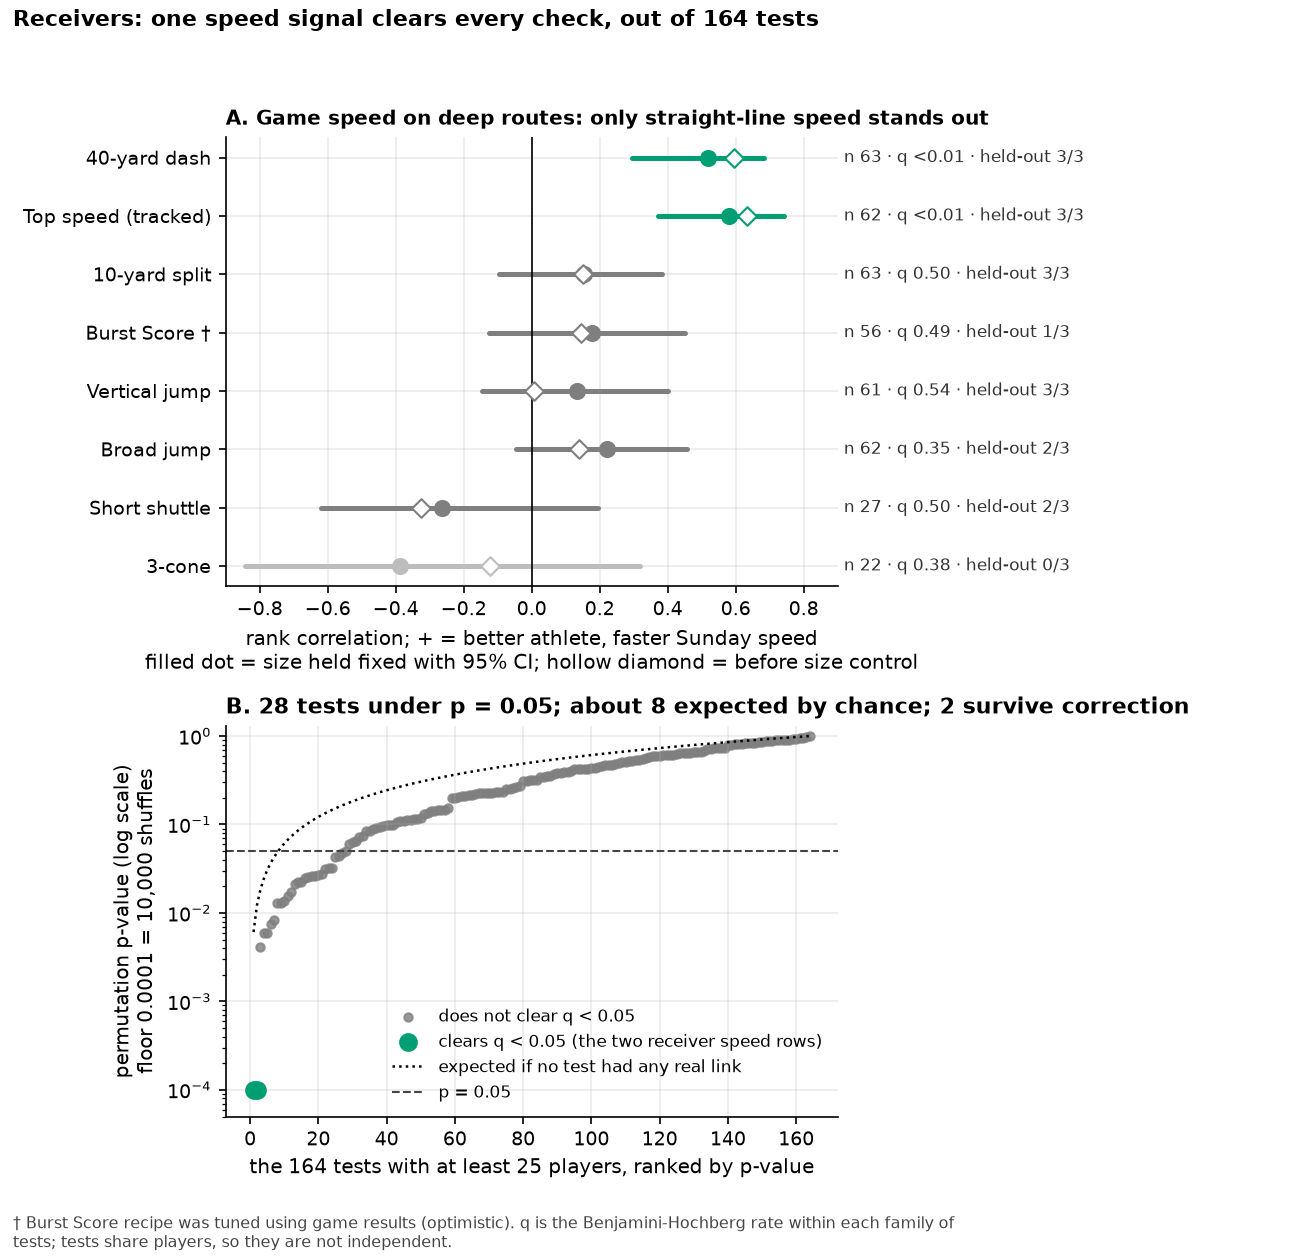 Receivers: one speed signal clears every check, out of 164 tests
A. Game speed on deep routes: only straight-line speed stands out
40-yard dash
n 63 · q <0.01 · held-out 3/3
Top speed (tracked)
n 62 · q <0.01 · held-out 3/3
10-yard split
n 63 · q 0.50 · held-out 3/3
Burst Score †
n 56 · q 0.49 · held-out 1/3
Vertical jump
n 61 · q 0.54 · held-out 3/3
Broad jump
n 62 · q 0.35 · held-out 2/3
Short shuttle
n 27 · q 0.50 · held-out 2/3
3-cone
n 22 · q 0.38 · held-out 0/3
−0.8 −0.6 −0.4 −0.2 0.0 0.2 0.4 0.6 0.8
rank correlation; + = better athlete, faster Sunday speed
filled dot = size held fixed with 95% CI; hollow diamond = before size control
B. 28 tests under p = 0.05; about 8 expected by chance; 2 survive correction
permutation p-value (log scale)
floor 0.0001 = 10,000 shuffles
10⁰
10⁻¹
10⁻²
10⁻³
10⁻⁴
does not clear q < 0.05
clears q < 0.05 (the two receiver speed rows)
expected if no test had any real link
p = 0.05
0 20 40 60 80 100 120 140 160
the 164 tests with at least 25 players, ranked by p-value
† Burst Score recipe was tuned using game results (optimistic). q is the Benjamini-Hochberg rate within each family of
tests; tests share players, so they are not independent.